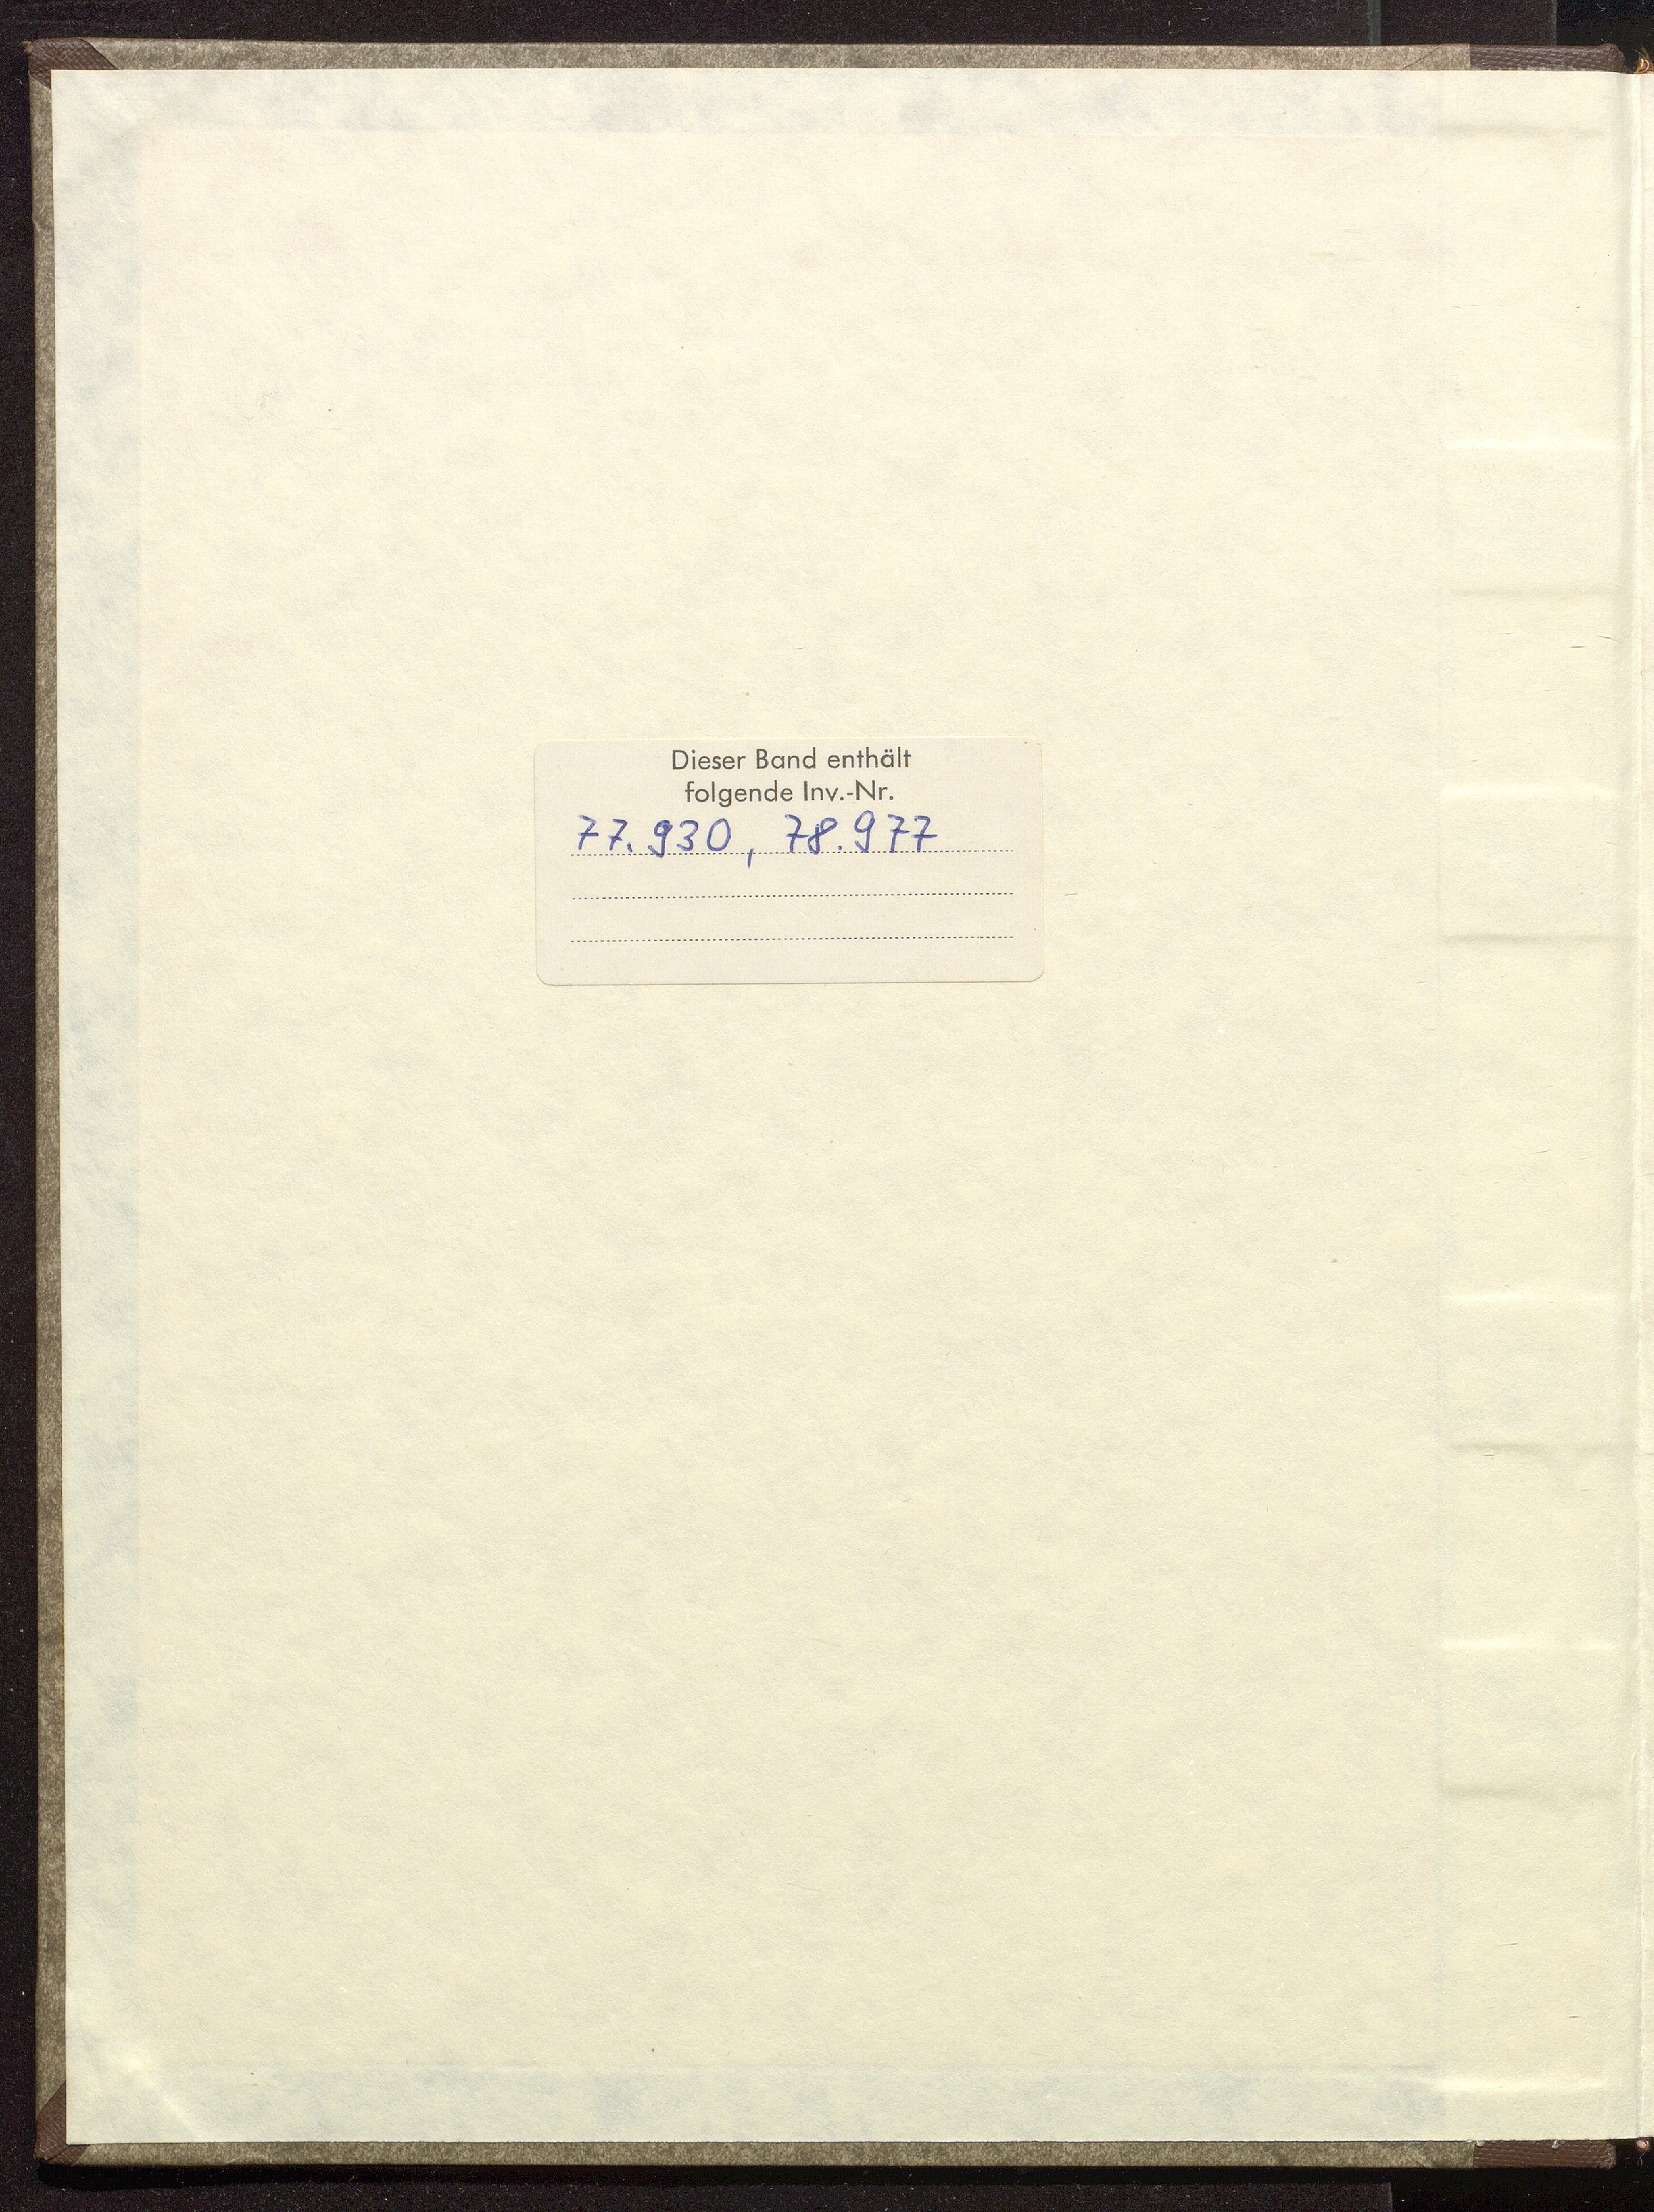 Dieser Band enthält
folgende Inv.-Nr.
77.930, 78.977